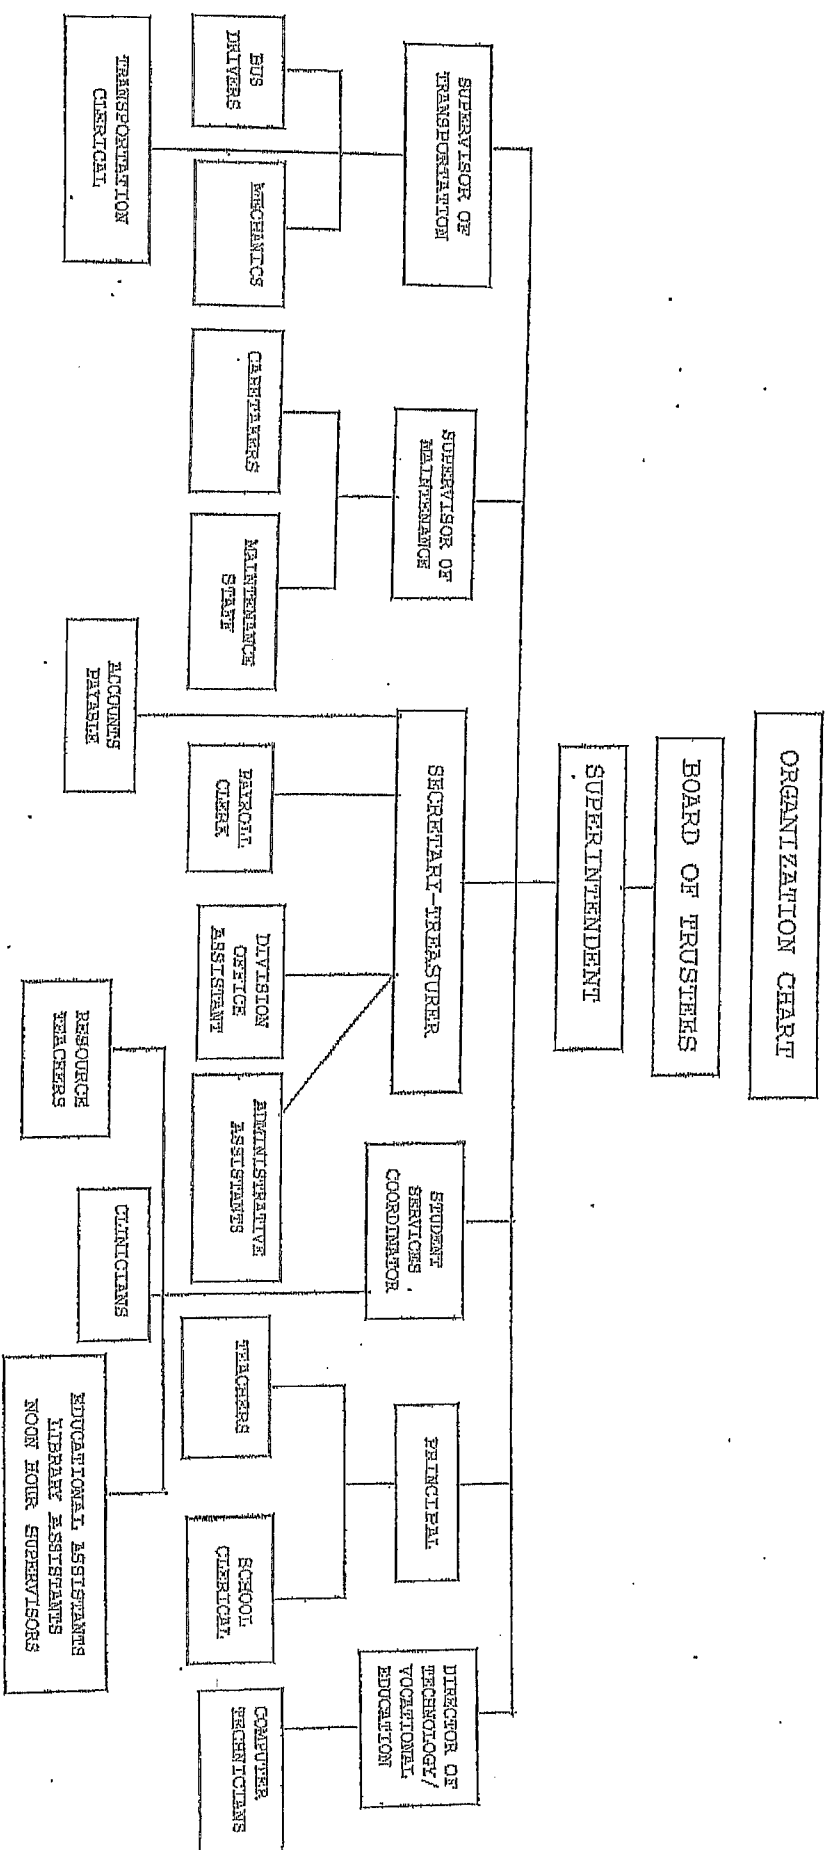 ORGANIZATION CHART
BOARD OF TRUSTEES
SUPERINTENDENT
SUPERVISOR OF
TRANSPORTATION
SUPERVISOR OF
MAINTENANCE
SECRETARY-TREASURER
STUDENT
SERVICES
COORDINATOR
PRINCIPAL
DIRECTOR OF
TECHNOLOGY/
VOCATIONAL
EDUCATION
BUS
DRIVERS
MECHANICS
CARETAKERS
MAINTENANCE
STAFF
PAYROLL
CLERK
DIVISION
OFFICE
ASSISTANT
ADMINISTRATIVE
ASSISTANTS
TEACHERS
SCHOOL
CLERICAL
COMPUTER
TECHNICIANS
TRANSPORTATION
CLERICAL
ACCOUNTS
PAYABLE
RESOURCE
TEACHERS
CLINICIANS
EDUCATIONAL ASSISTANTS
LIBRARY ASSISTANTS
NOON HOUR SUPERVISORS